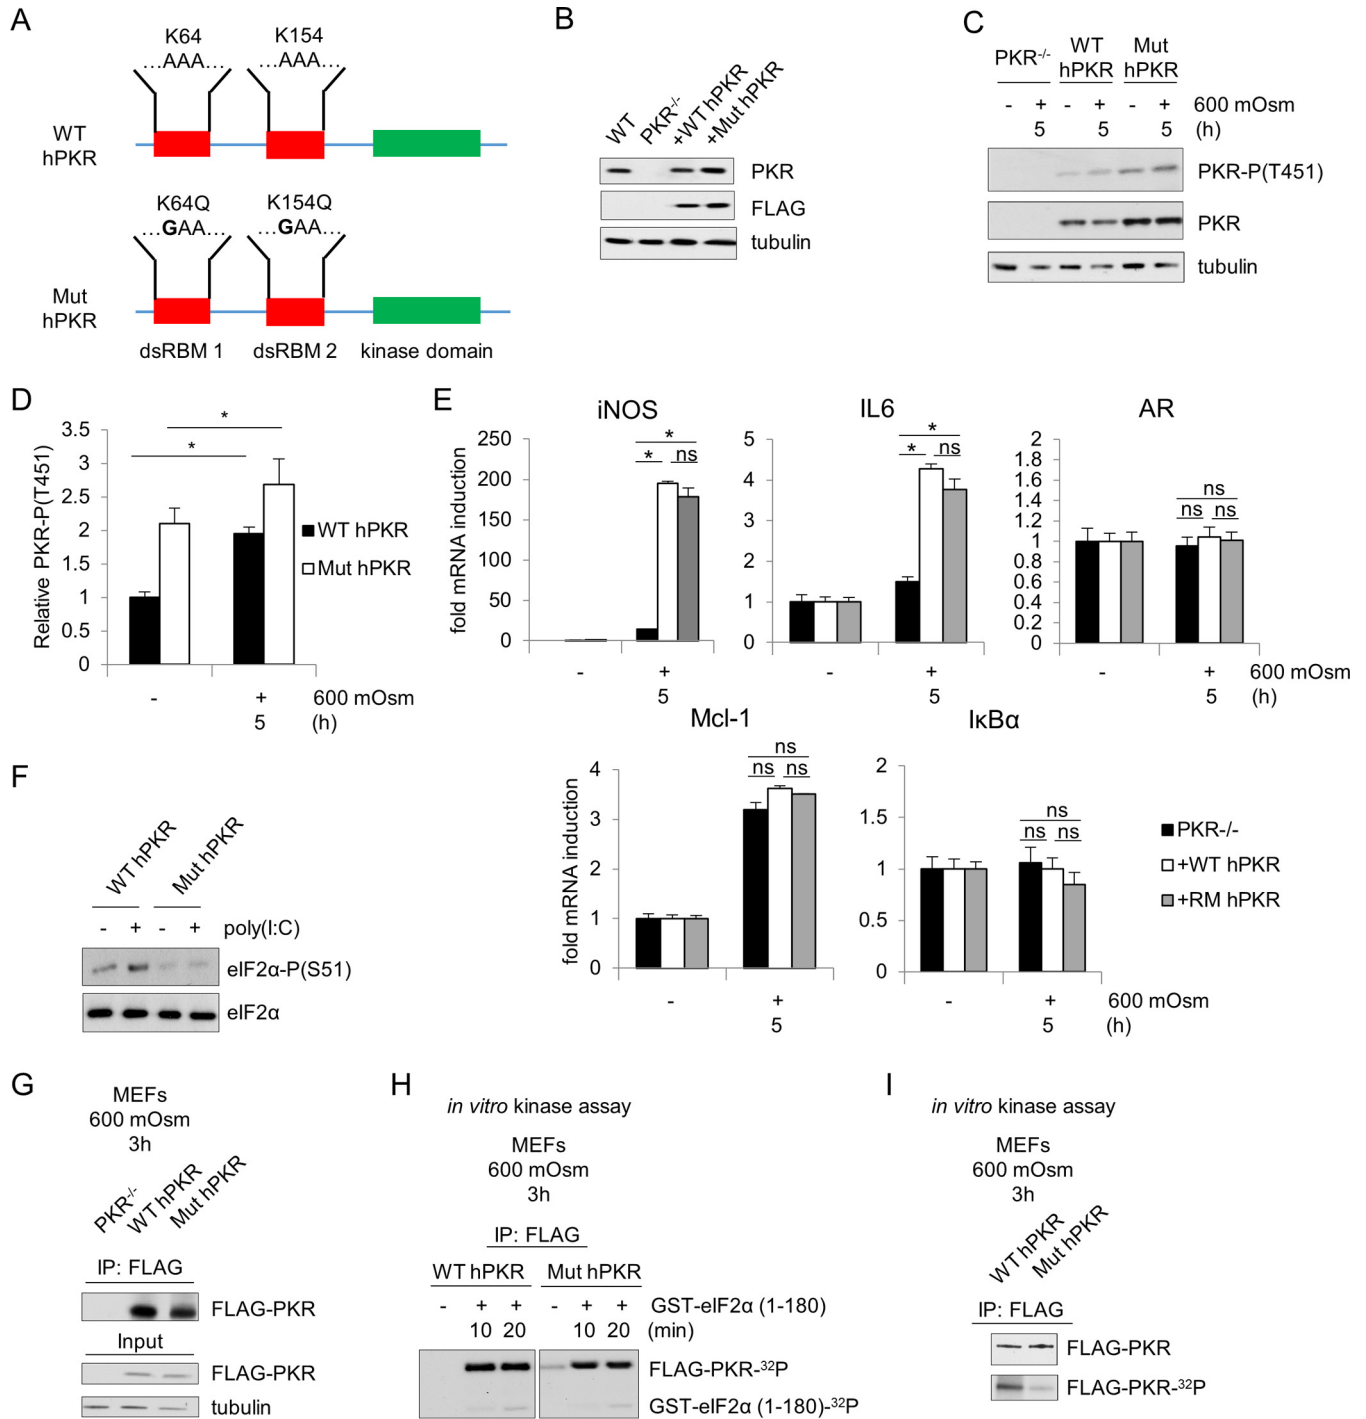 A
K64
K154
...AAA...
...AAA...
WT
hPKR
K64Q
K154Q
...GAA...
...GAA...
Mut
hPKR
dsRBM 1
dsRBM 2
kinase domain
B
WT
PKR-/-
+WT hPKR
+Mut hPKR
PKR
FLAG
tubulin
C
PKR-/-
WT
hPKR
Mut
hPKR
- + - + - + 600 mOsm
5 5 5 (h)
PKR-P(T451)
PKR
tubulin
D
Relative PKR-P(T451)
3.5
3
2.5
2
1.5
1
0.5
0
*
*
WT hPKR
Mut hPKR
- + 600 mOsm
5 (h)
E
iNOS
fold mRNA induction
250
200
150
100
50
0
*
* ns
- +
5
IL6
5
4
3
2
1
0
*
* ns
- +
5
AR
2
1.8
1.6
1.4
1.2
1
0.8
0.6
0.4
0.2
0
ns
ns ns
- + 600 mOsm
5 (h)
Mcl-1
fold mRNA induction
4
3
2
1
0
ns
ns ns
- +
5
IκBα
2
1.5
1
0.5
0
ns
ns ns
- + 600 mOsm
5 (h)
PKR-/-
+WT hPKR
+RM hPKR
F
WT hPKR
Mut hPKR
- + - + poly(I:C)
eIF2α-P(S51)
eIF2α
G
MEFs
600 mOsm
3h
PKR-/-
WT hPKR
Mut hPKR
IP: FLAG
FLAG-PKR
Input
FLAG-PKR
tubulin
H
in vitro kinase assay
MEFs
600 mOsm
3h
IP: FLAG
WT hPKR
Mut hPKR
- + + - + + GST-eIF2α (1-180)
10 20 10 20 (min)
FLAG-PKR-32P
GST-eIF2α (1-180)-32P
I
in vitro kinase assay
MEFs
600 mOsm
3h
WT hPKR
Mut hPKR
IP: FLAG
FLAG-PKR
FLAG-PKR-32P